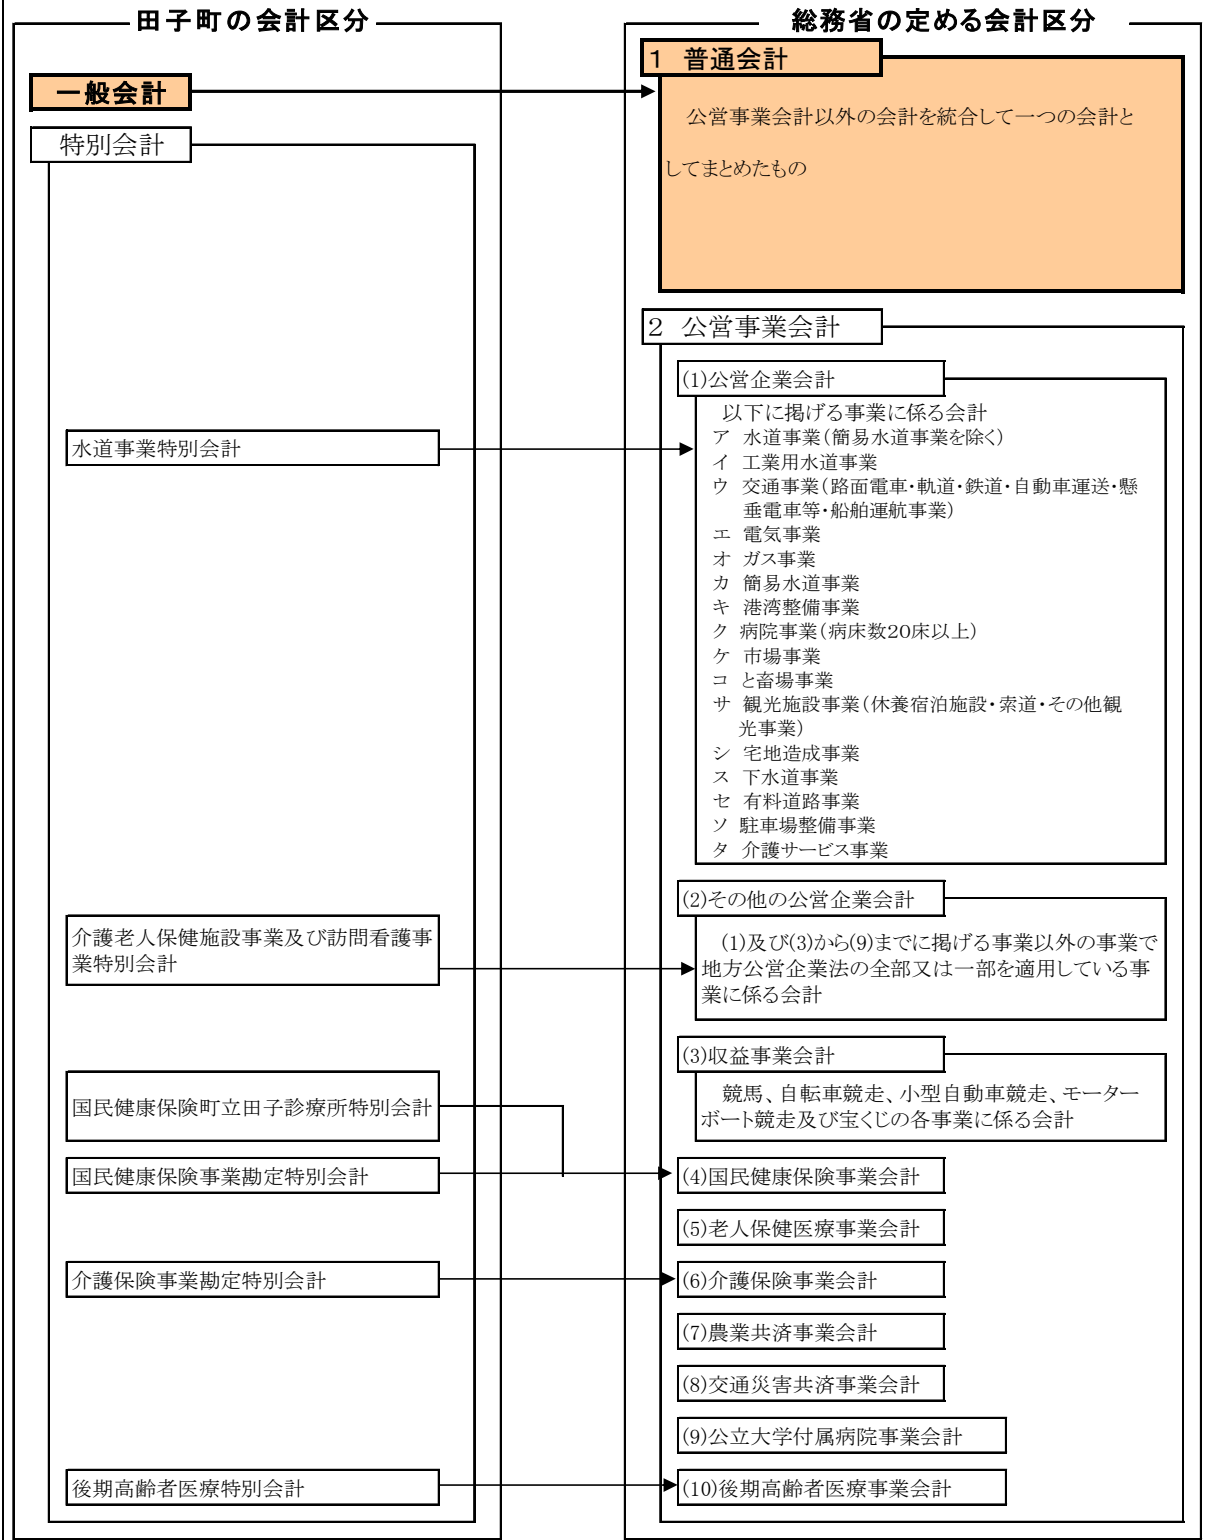 田子町の会計区分
一般会計
特別会計
水道事業特別会計
介護老人保健施設事業及び訪問看護事
業特別会計
国民健康保険町立田子診療所特別会計
国民健康保険事業勘定特別会計
介護保険事業勘定特別会計
後期高齢者医療特別会計
総務省の定める会計区分
1 普通会計
公営事業会計以外の会計を統合して一つの会計と
してまとめたもの
2 公営事業会計
(1)公営企業会計
以下に掲げる事業に係る会計
ア 水道事業(簡易水道事業を除く)
イ 工業用水道事業
ウ 交通事業(路面電車・軌道・鉄道・自動車運送・懸
垂電車等・船舶運航事業)
エ 電気事業
オ ガス事業
カ 簡易水道事業
キ 港湾整備事業
ク 病院事業(病床数20床以上)
ケ 市場事業
コ と畜場事業
サ 観光施設事業(休養宿泊施設・索道・その他観
光事業)
シ 宅地造成事業
ス 下水道事業
セ 有料道路事業
ソ 駐車場整備事業
タ 介護サービス事業
(2)その他の公営企業会計
(1)及び(3)から(9)までに掲げる事業以外の事業で
地方公営企業法の全部又は一部を適用している事
業に係る会計
(3)収益事業会計
競馬、自転車競走、小型自動車競走、モーター
ボート競走及び宝くじの各事業に係る会計
(4)国民健康保険事業会計
(5)老人保健医療事業会計
(6)介護保険事業会計
(7)農業共済事業会計
(8)交通災害共済事業会計
(9)公立大学付属病院事業会計
(10)後期高齢者医療事業会計